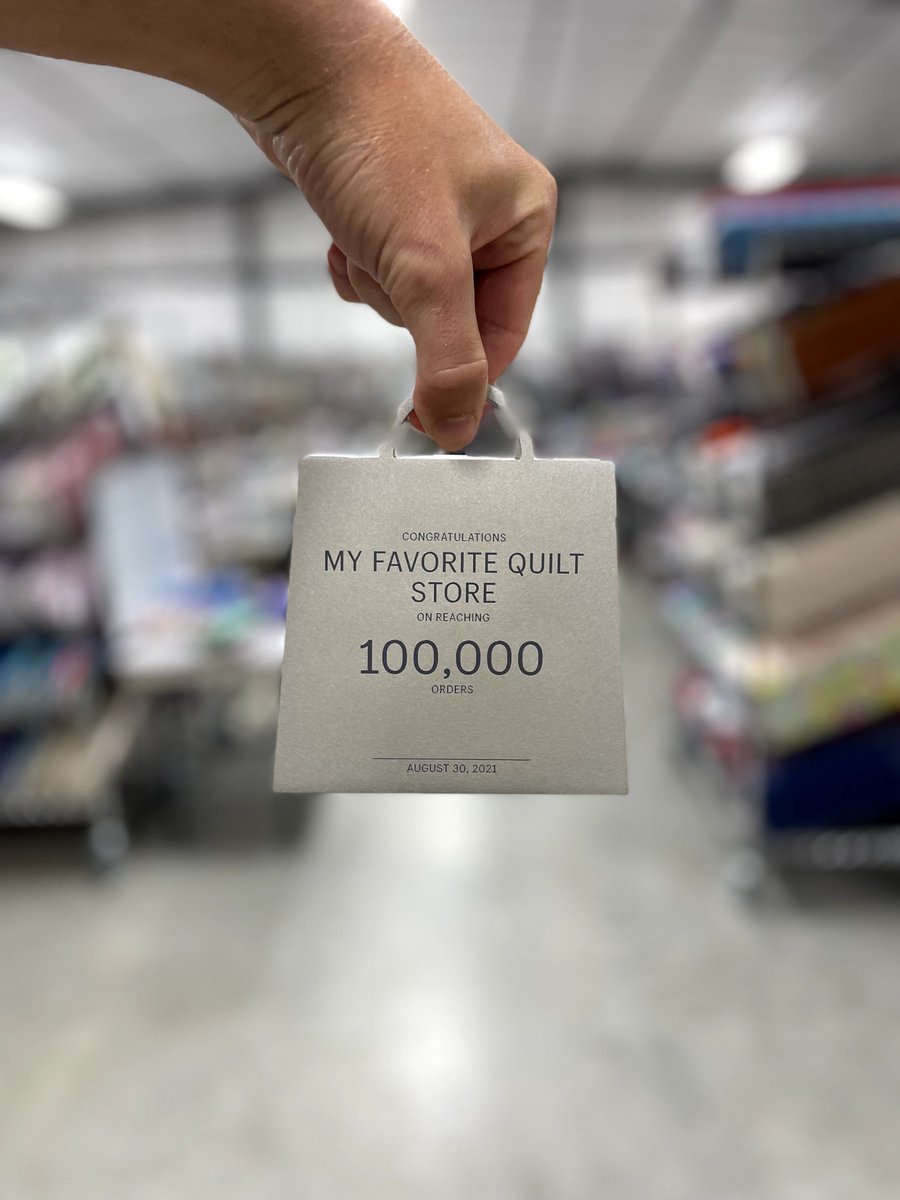 CONGRATULATIONS
MY FAVORITE QUILT
STORE
ON REACHING
100,000
ORDERS
AUGUST 30, 2021